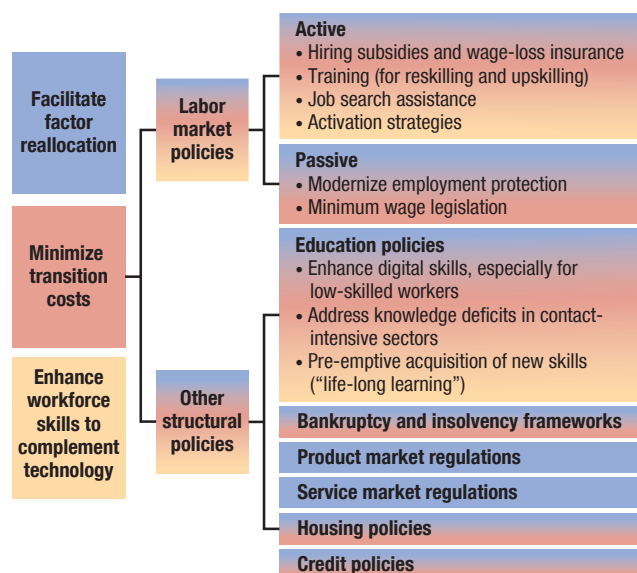 Facilitate
factor
reallocation
Minimize
transition
costs
Enhance
workforce
skills to
complement
technology
Labor
market
policies
Other
structural
policies
Active
• Hiring subsidies and wage-loss insurance
• Training (for reskilling and upskilling)
• Job search assistance
• Activation strategies
Passive
• Modernize employment protection
• Minimum wage legislation
Education policies
• Enhance digital skills, especially for
low-skilled workers
• Address knowledge deficits in contact-
intensive sectors
• Pre-emptive acquisition of new skills
(“life-long learning”)
Bankruptcy and insolvency frameworks
Product market regulations
Service market regulations
Housing policies
Credit policies